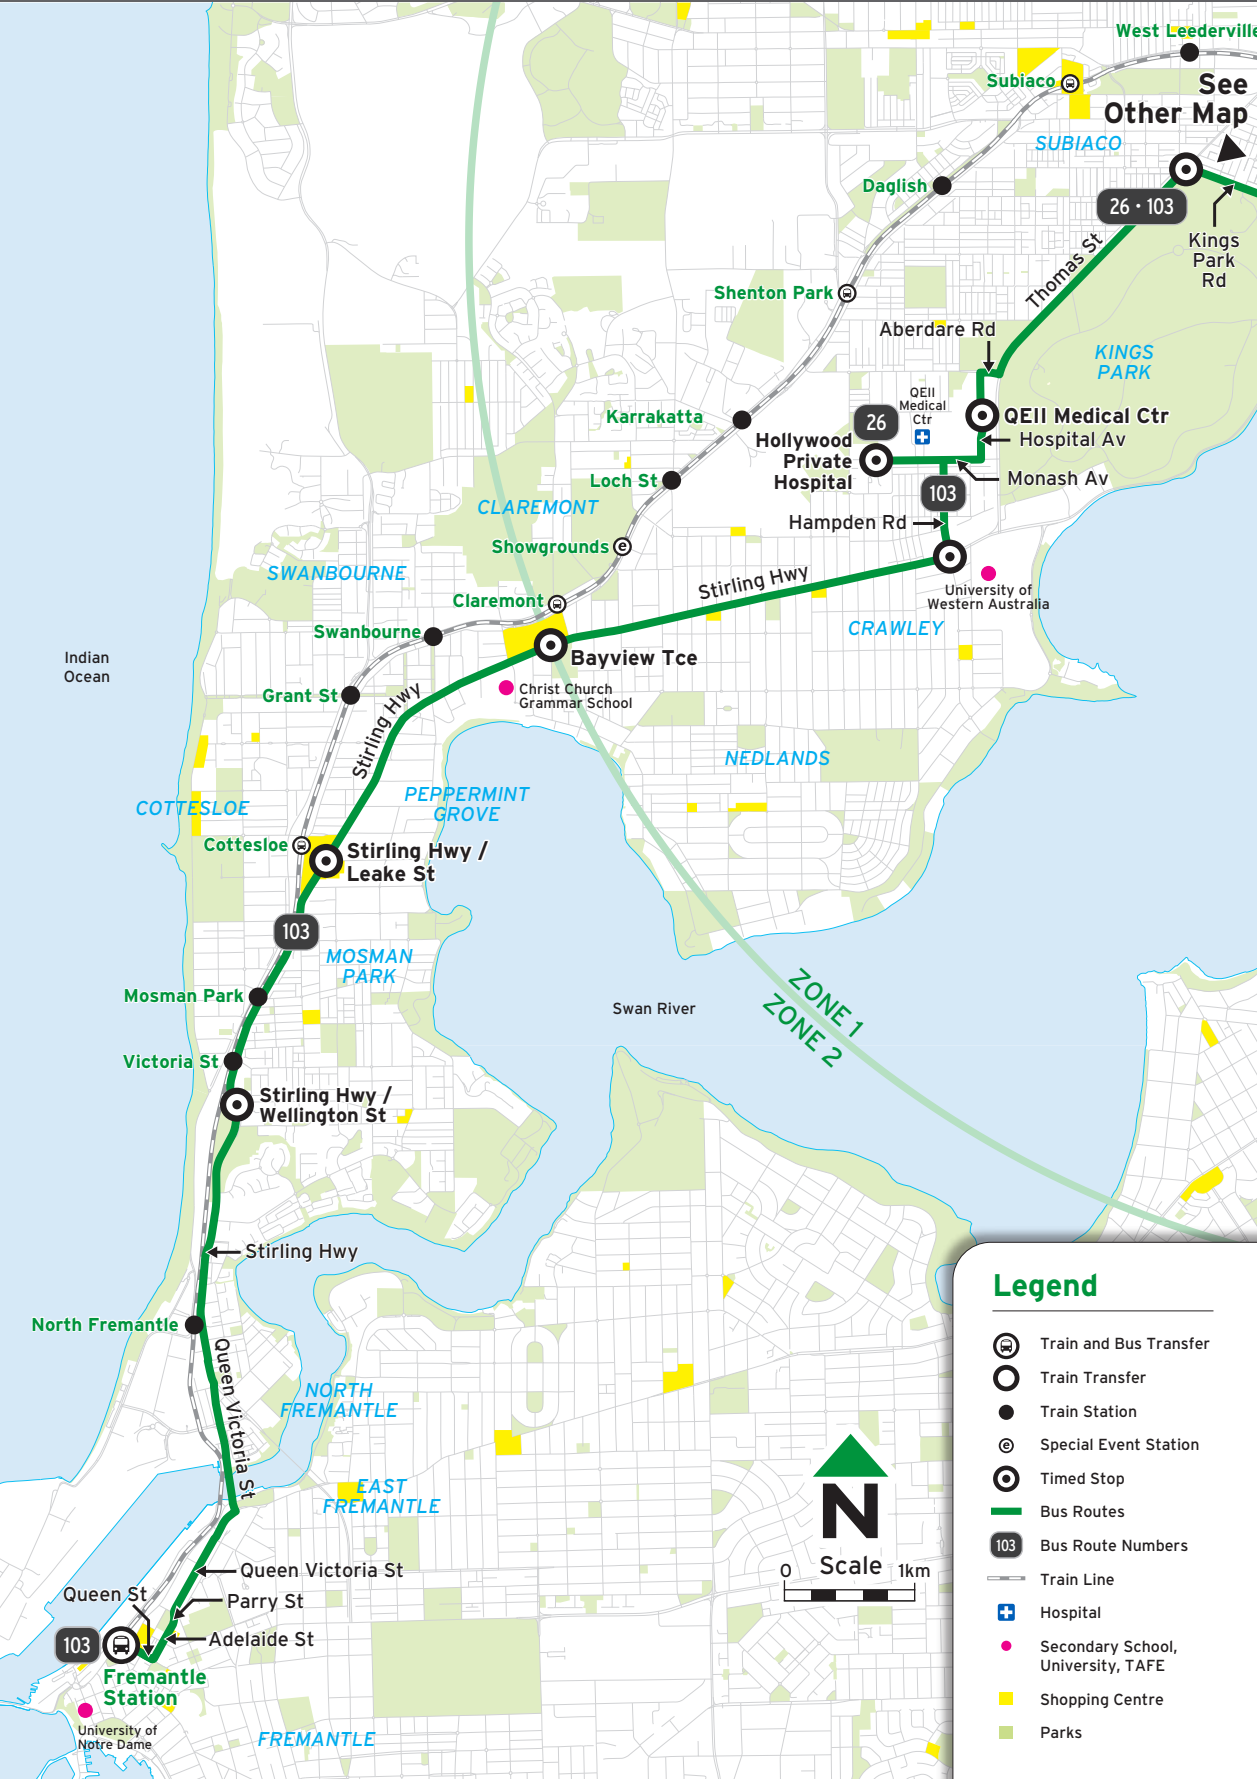 West Leederville
Subiaco
See
Other Map
SUBIACO
Daglish
26 • 103
Kings
Park
Rd
Thomas St
Shenton Park
Aberdare Rd
KINGS
PARK
QEII
Medical
Ctr
26
QEII Medical Ctr
Karrakatta
Hospital Av
Hollywood
Private
Hospital
Monash Av
Loch St
103
CLAREMONT
Hampden Rd
Showgrounds
SWANBOURNE
Stirling Hwy
University of
Western Australia
Claremont
CRAWLEY
Swanbourne
Indian
Ocean
Bayview Tce
Grant St
Christ Church
Grammar School
Stirling Hwy
NEDLANDS
COTTESLOE
PEPPERMINT
GROVE
Cottesloe
Stirling Hwy /
Leake St
103
MOSMAN
PARK
Mosman Park
Swan River
ZONE 1
ZONE 2
Victoria St
Stirling Hwy /
Wellington St
Stirling Hwy
North Fremantle
Queen Victoria St
NORTH
FREMANTLE
EAST
FREMANTLE
Queen Victoria St
Queen St
Parry St
Adelaide St
103
Fremantle
Station
University of
Notre Dame
FREMANTLE
N
Scale
0
1km
Legend
Train and Bus Transfer
Train Transfer
Train Station
e
Special Event Station
Timed Stop
Bus Routes
103
Bus Route Numbers
Train Line
Hospital
Secondary School,
University, TAFE
Shopping Centre
Parks